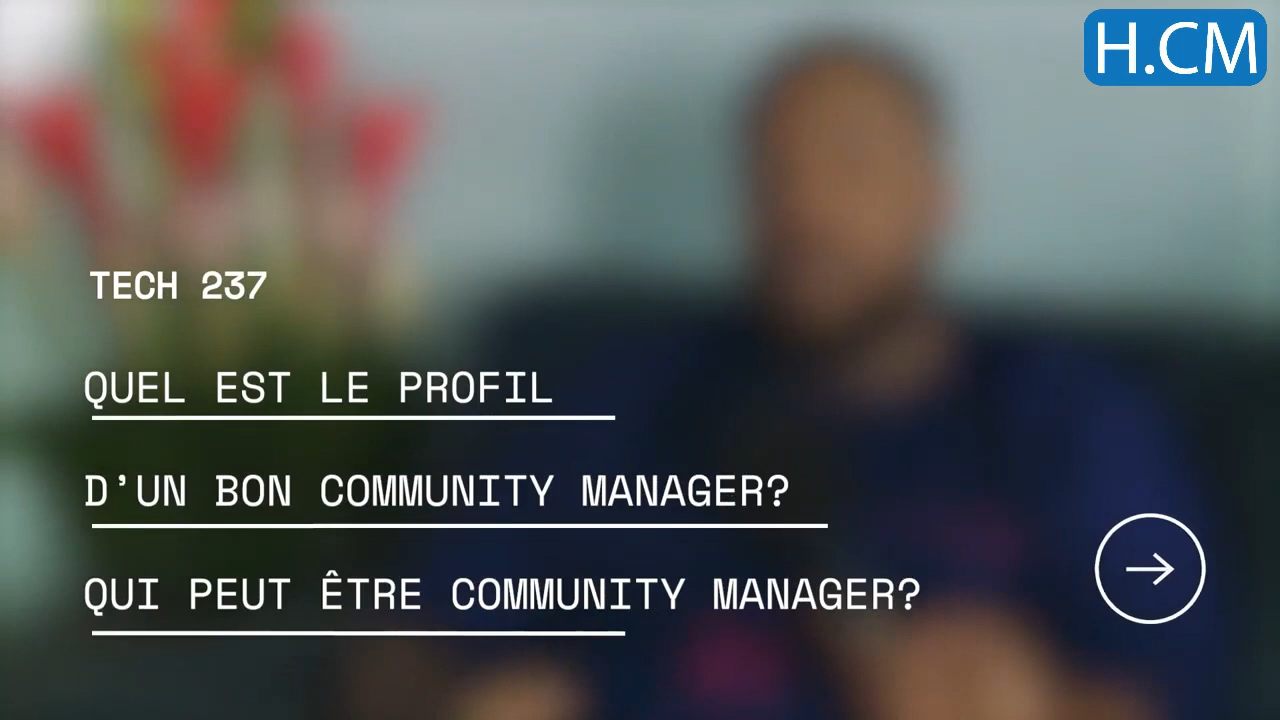 H.CM
TECH 237
QUEL EST LE PROFIL
D'UN BON COMMUNITY MANAGER?
QUI PEUT ÊTRE COMMUNITY MANAGER?